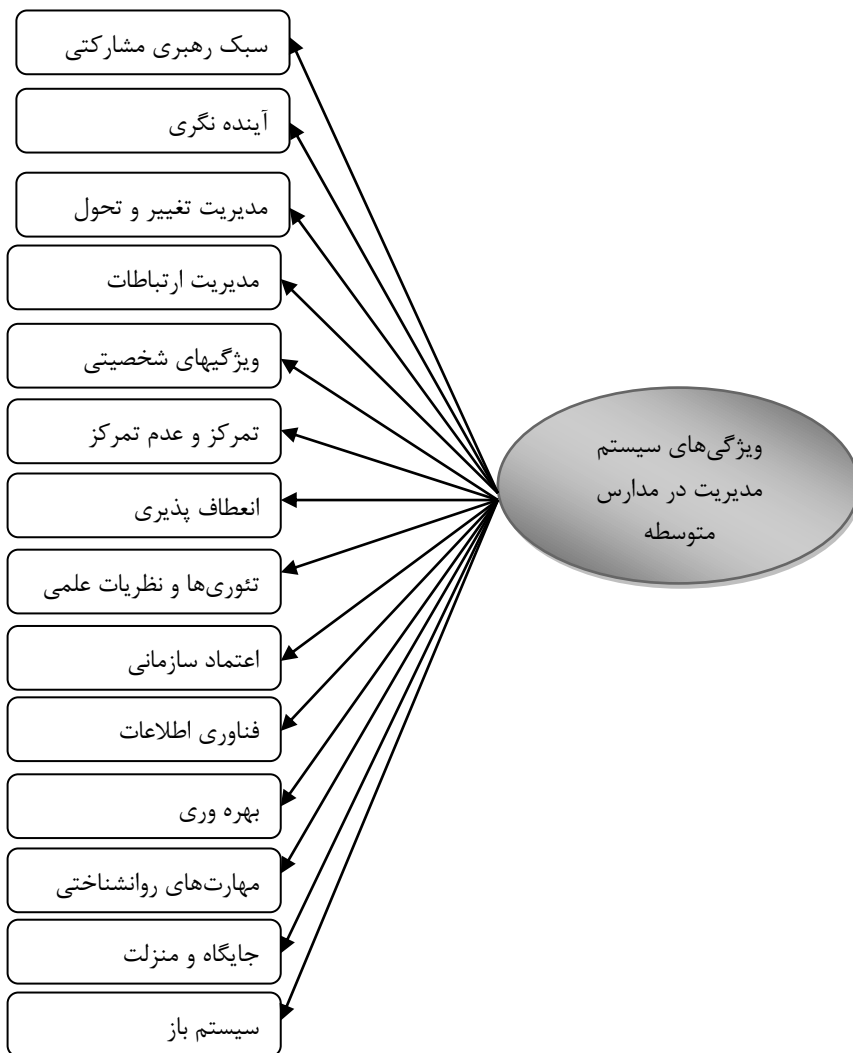 سبک رهبری مشارکتی
آینده نگری
مدیریت تغییر و تحول
مدیریت ارتباطات
ویژگیهای شخصیتی
تمرکز و عدم تمرکز
انعطاف پذیری
تئوری‌ها و نظریات علمی
اعتماد سازمانی
فناوری اطلاعات
بهره وری
مهارت‌های روانشناختی
جایگاه و منزلت
سیستم باز
ویژگی‌های سیستم
مدیریت در مدارس
متوسطه